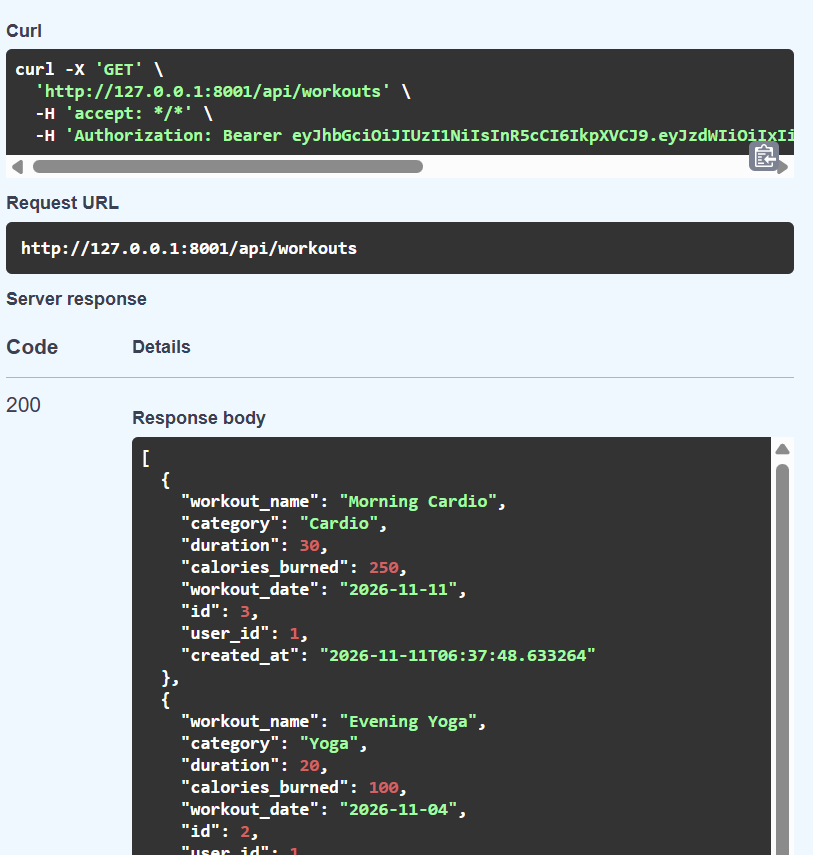 Curl
curl -X 'GET' \
'http://127.0.0.1:8001/api/workouts' \
-H 'accept: */*' \
-H 'Authorization: Bearer eyJhbGciOiJIUzI1NiIsInR5cCI6IkpXVCJ9.eyJzdWIiOiIxIi
Request URL
http://127.0.0.1:8001/api/workouts
Server response
Code Details
200
Response body
[
{
"workout_name": "Morning Cardio",
"category": "Cardio",
"duration": 30,
"calories_burned": 250,
"workout_date": "2026-11-11",
"id": 3,
"user_id": 1,
"created_at": "2026-11-11T06:37:48.633264"
},
{
"workout_name": "Evening Yoga",
"category": "Yoga",
"duration": 20,
"calories_burned": 100,
"workout_date": "2026-11-04",
"id": 2,
"user_id": 1,